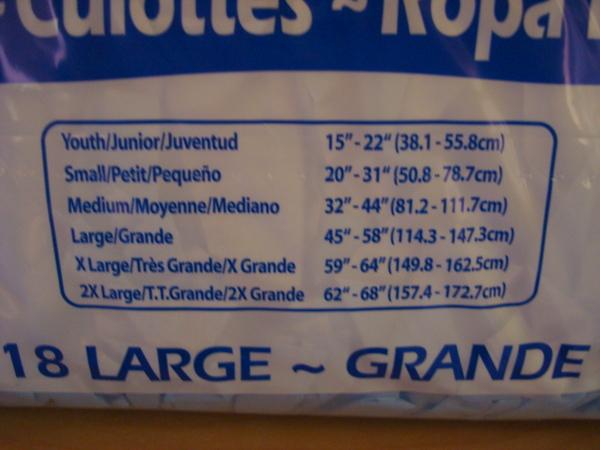 Culottes ~ Ropa
Youth/Junior/Juventud 15"-22" (38.1 - 55.8cm)
Small/Petit/Pequeño 20"-31" (50.8 - 78.7cm)
Medium/Moyenne/Mediano 32"-44" (81.2 - 111.7cm)
Large/Grande 45"-58" (114.3 - 147.3cm)
X Large/Très Grande/X Grande 59"-64" (149.8 - 162.5cm)
2X Large/T.T.Grande/2X Grande 62"-68" (157.4 - 172.7cm)
18 LARGE ~ GRANDE